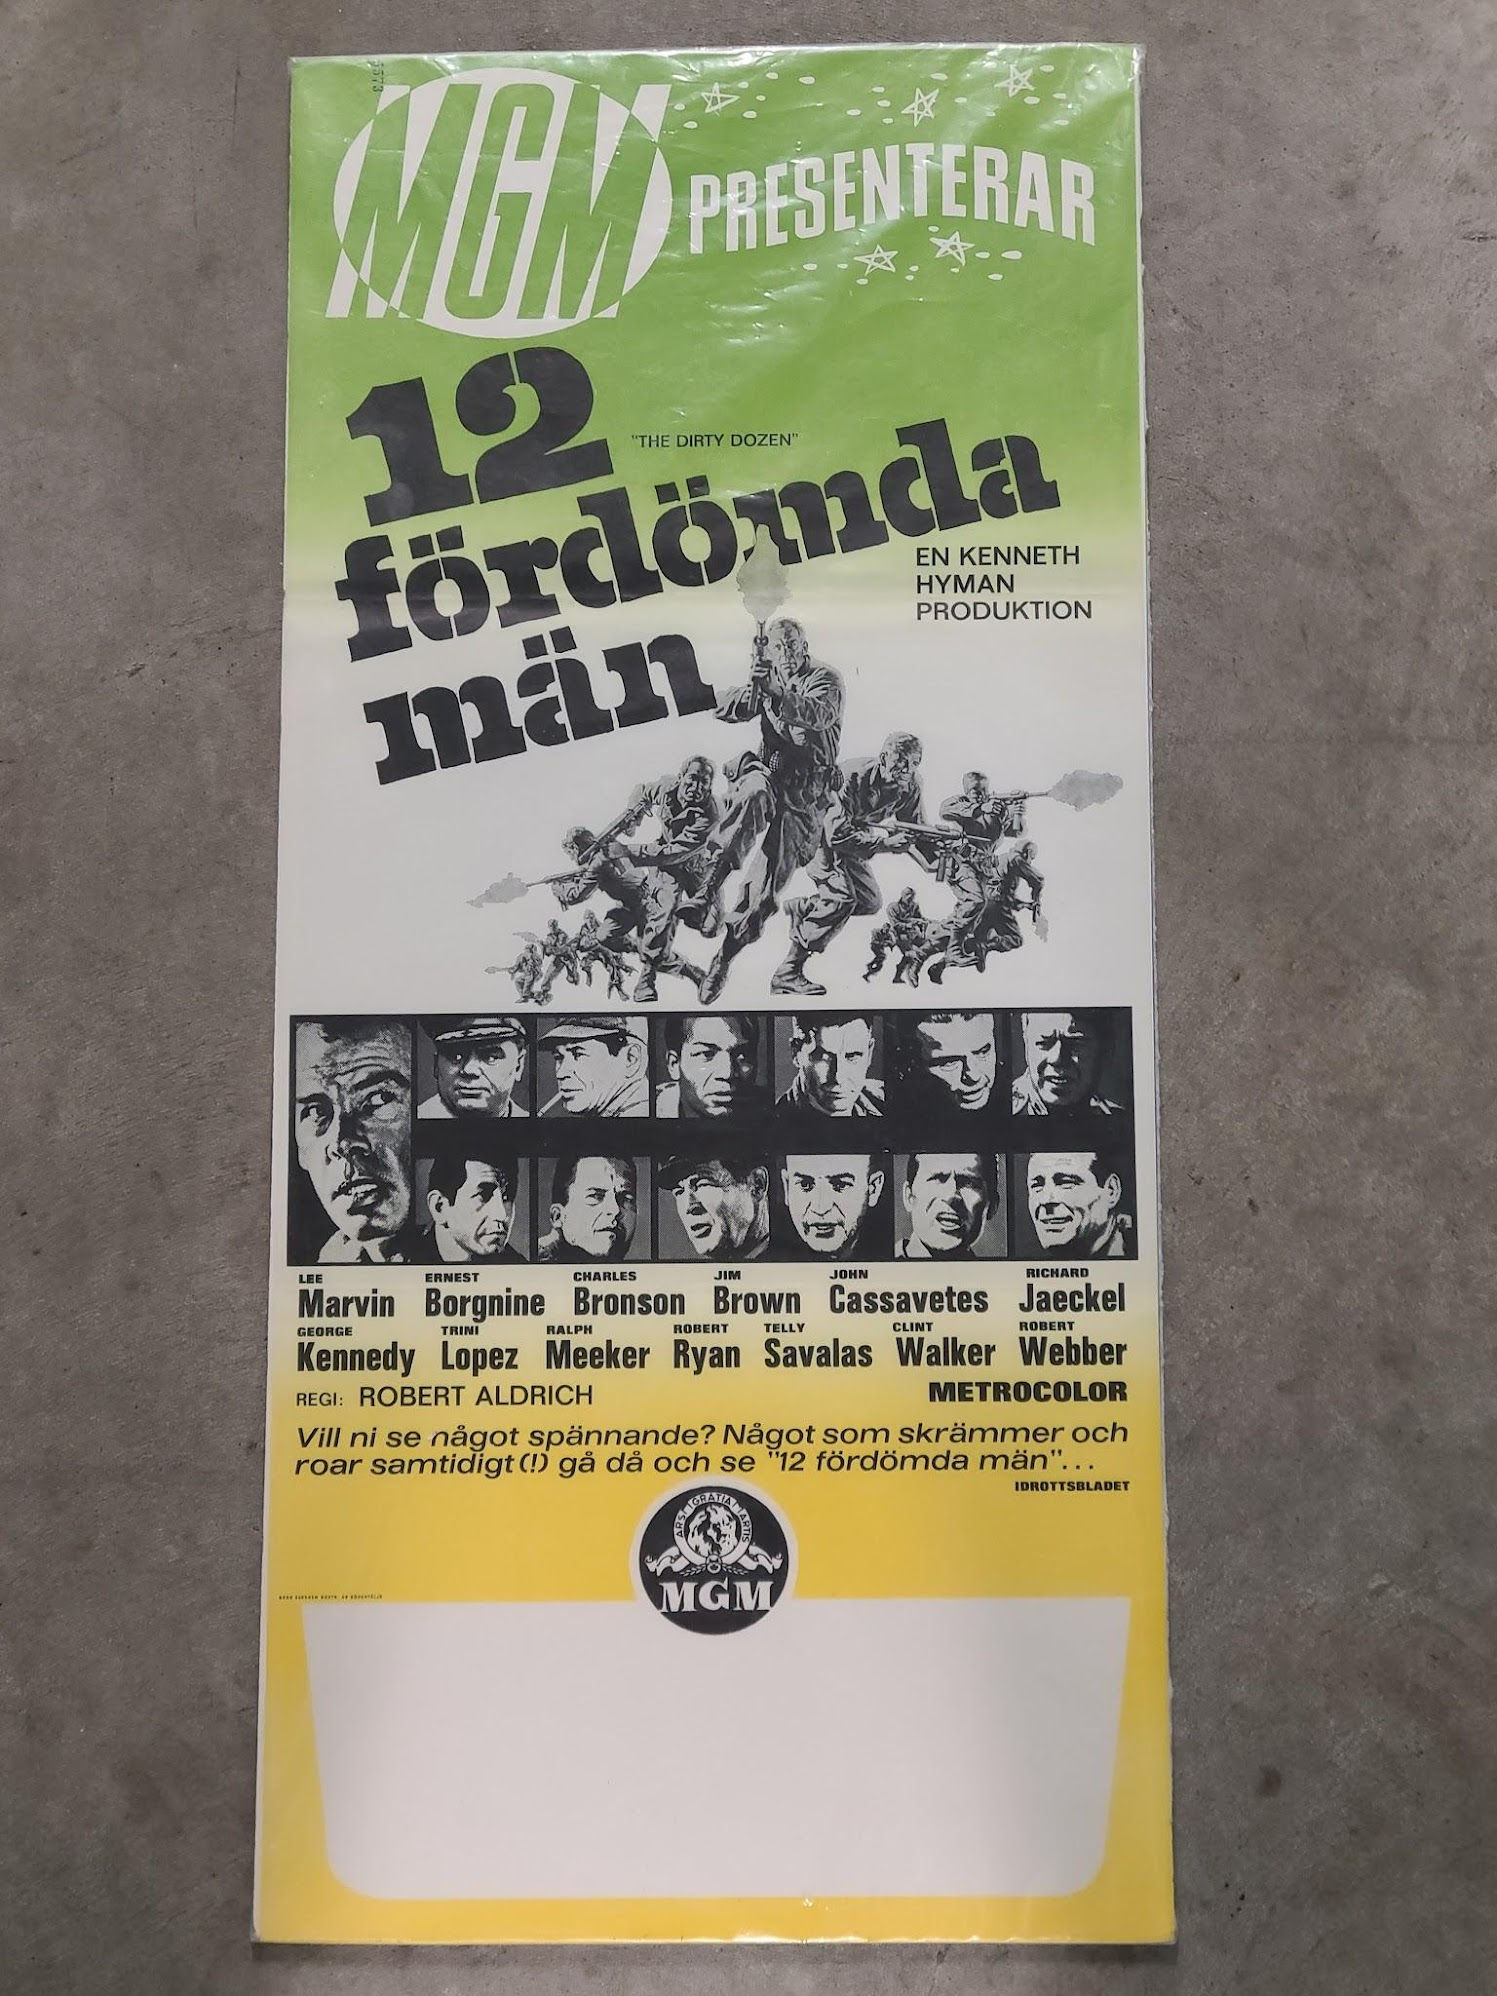 MGM PRESENTERAR
12
"THE DIRTY DOZEN"
fördömda
män
EN KENNETH
HYMAN
PRODUKTION
LEE Marvin ERNEST Borgnine CHARLES Bronson JIM Brown JOHN Cassavetes RICHARD Jaeckel
GEORGE Kennedy TRINI Lopez RALPH Meeker ROBERT Ryan TELLY Savalas CLINT Walker ROBERT Webber
REGI: ROBERT ALDRICH METROCOLOR
Vill ni se något spännande? Något som skrämmer och
roar samtidigt(!) gå då och se "12 fördömda män"...
IDROTTSBLADET
ARS GRATIA ARTIS
MGM